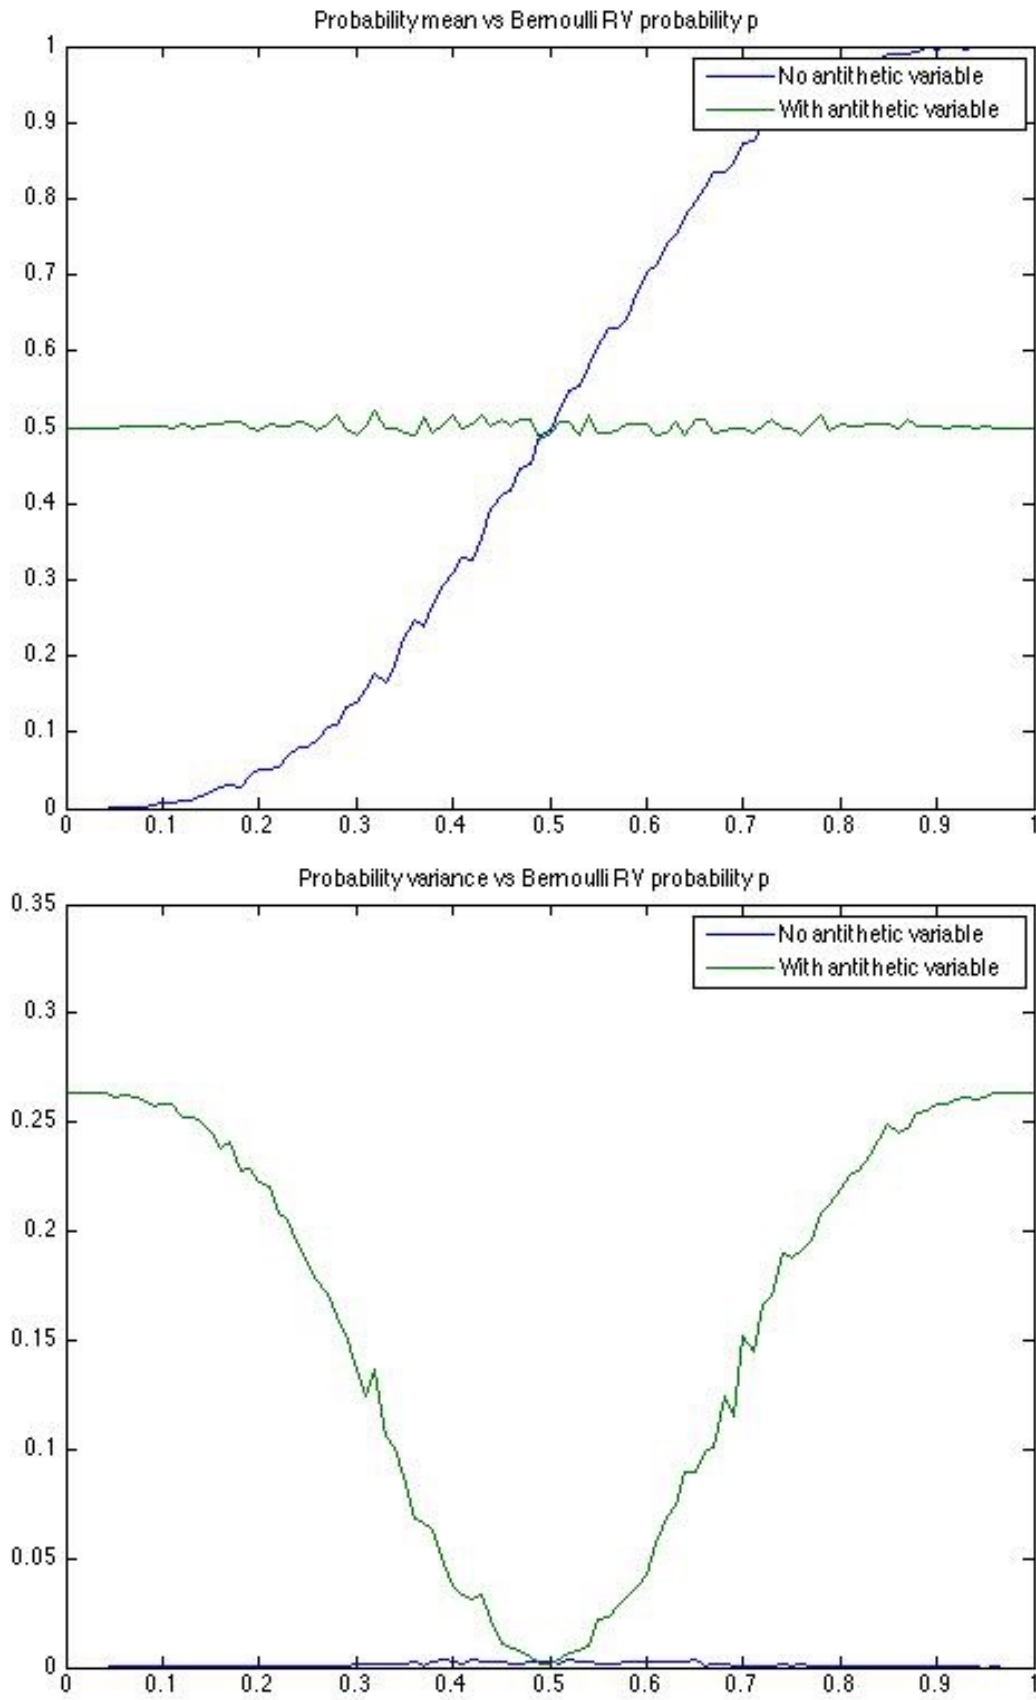 Probability mean vs Bernoulli RV probability p
1
No antithetic variable
With antithetic variable
0.9
0.8
0.7
0.6
0.5
0.4
0.3
0.2
0.1
0
0 0.1 0.2 0.3 0.4 0.5 0.6 0.7 0.8 0.9 1
Probability variance vs Bernoulli RV probability p
0.35
No antithetic variable
With antithetic variable
0.3
0.25
0.2
0.15
0.1
0.05
0
0 0.1 0.2 0.3 0.4 0.5 0.6 0.7 0.8 0.9 1